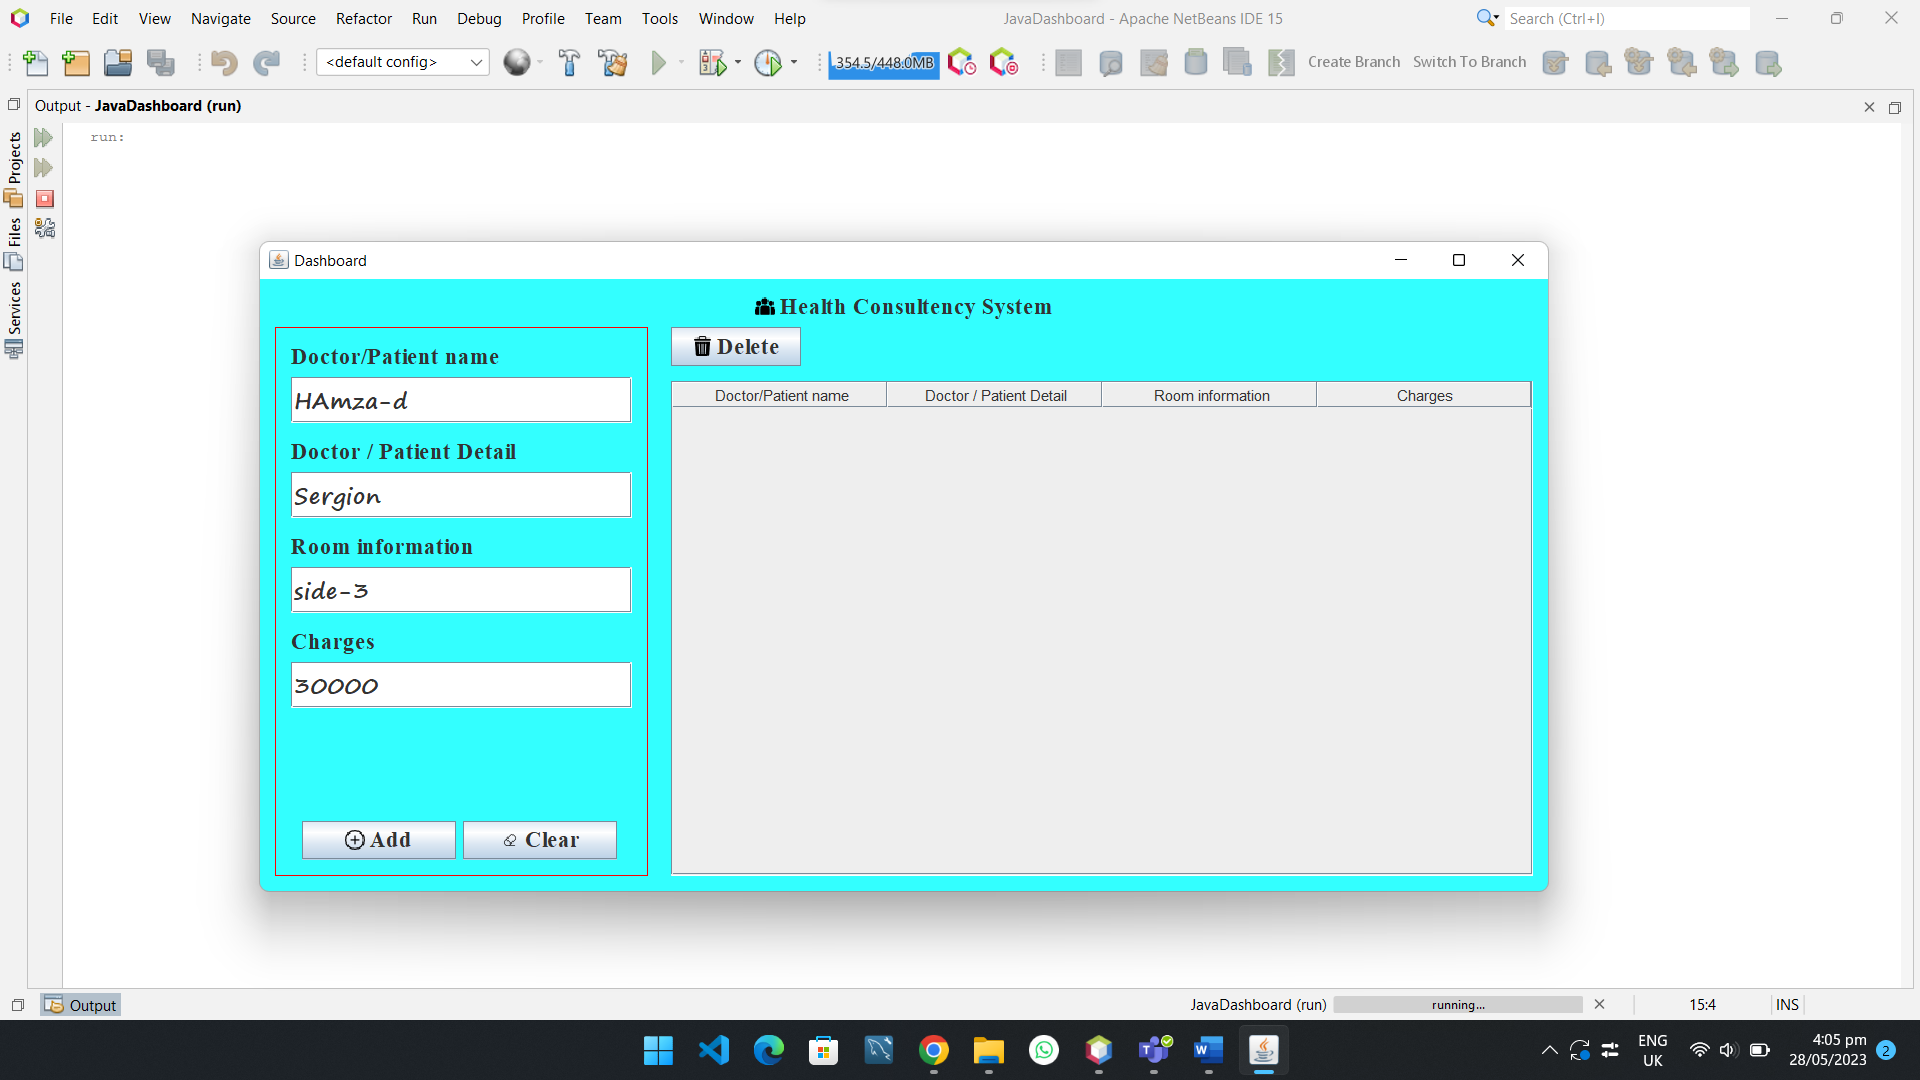 File Edit View Navigate Source Refactor Run Debug Profile Team Tools Window Help
JavaDashboard - Apache NetBeans IDE 15
Search (Ctrl+I)
<default config>
354.5/448.0MB
Create Branch Switch To Branch
Output - JavaDashboard (run)
run:
Projects
Files
Services
Dashboard
Health Consultency System
Doctor/Patient name
HAmza-d
Doctor / Patient Detail
Sergion
Room information
side-3
Charges
30000
Add
Clear
Delete
Doctor/Patient name Doctor / Patient Detail Room information Charges
Output
JavaDashboard (run) running... 15:4 INS
ENG
UK
4:05 pm
28/05/2023
2